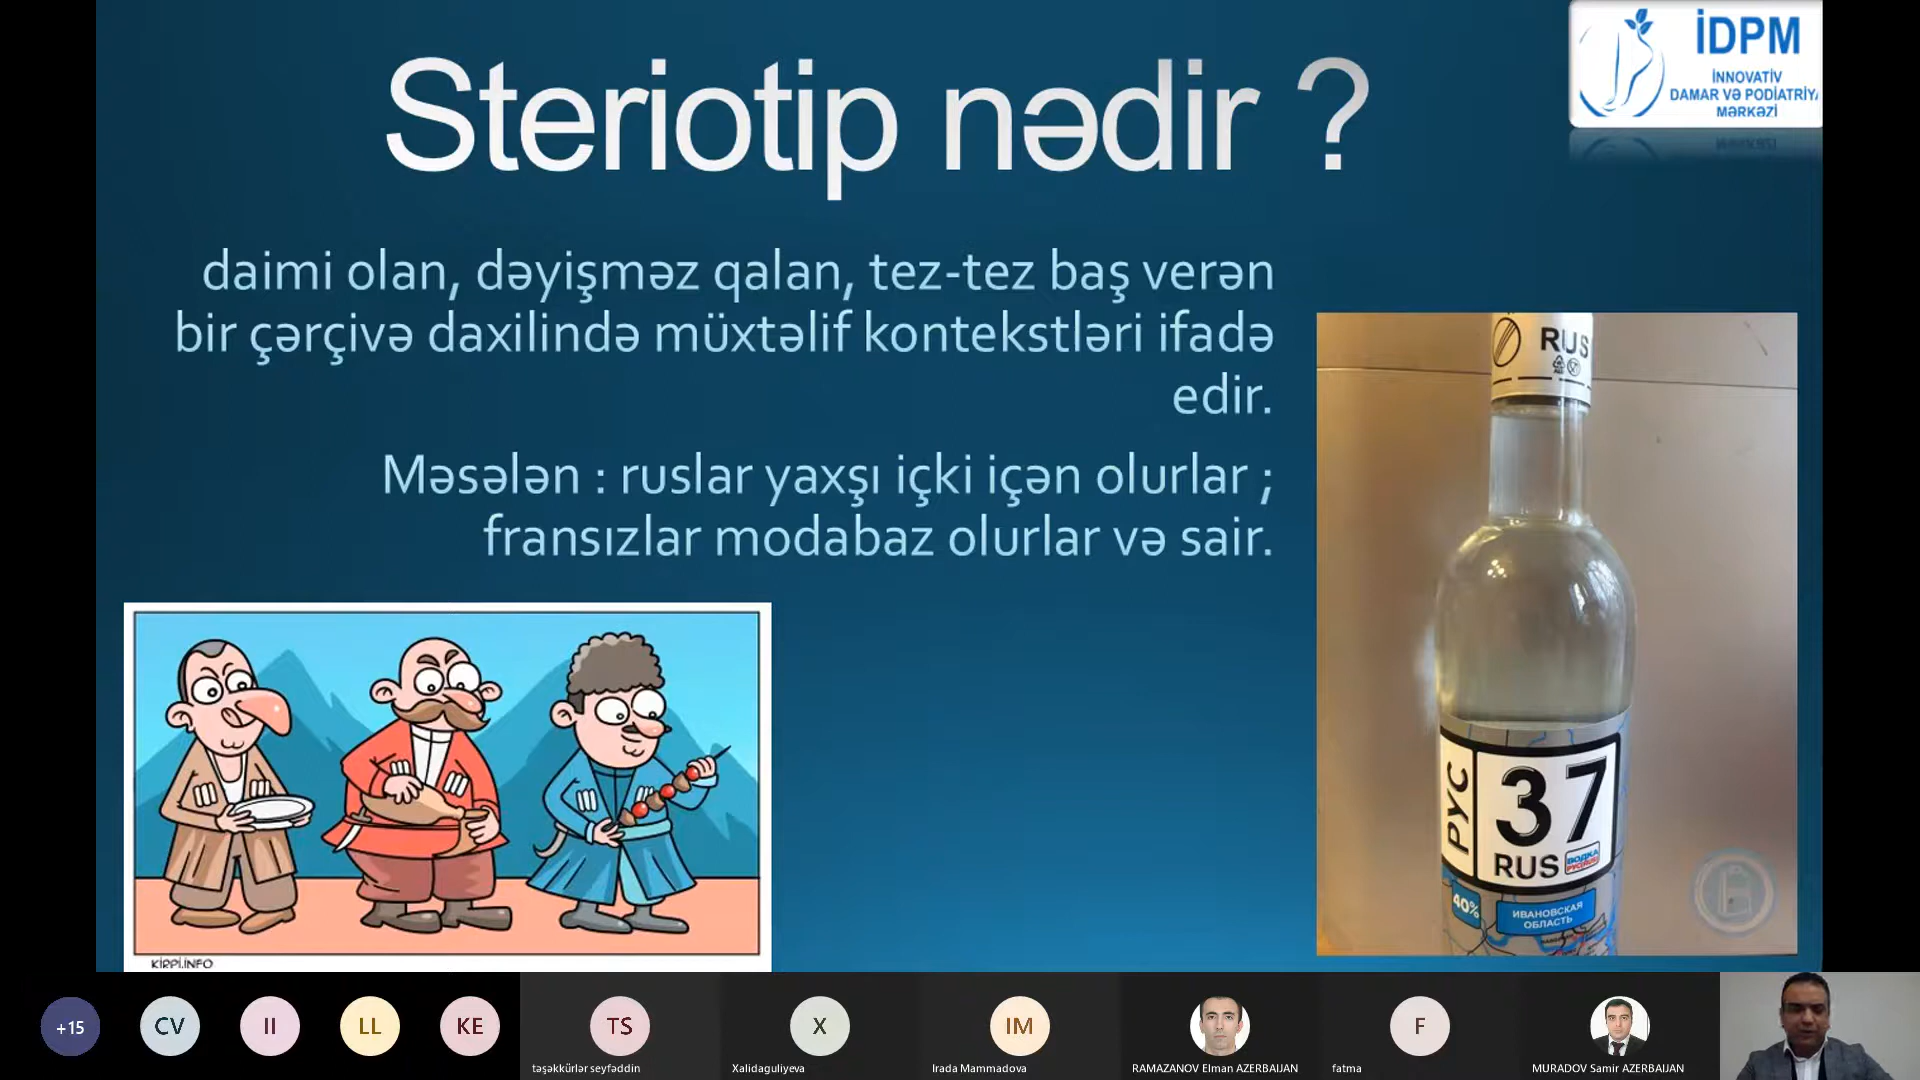 Steriotip nədir ?
İDPM
İNNOVATİV
DAMAR VƏ PODİATRİY
MƏRKƏZİ
daimi olan, dəyişməz qalan, tez-tez baş verən
bir çərçivə daxilində müxtəlif kontekstləri ifadə
edir.
Məsələn : ruslar yaxşı içki içən olurlar ;
fransızlar modabaz olurlar və sair.
RUS
РУС
37
RUS
ВОДКА
40%
ИВАНОВСКАЯ
ОБЛАСТЬ
KİRPİ.İNFO
+15
CV
II
LL
KE
TS
X
IM
F
təşəkkürlər seyfəddin
Xalidaguliyeva
Irada Mammadova
RAMAZANOV Elman AZERBAIJAN
fatma
MURADOV Samir AZERBAIJAN